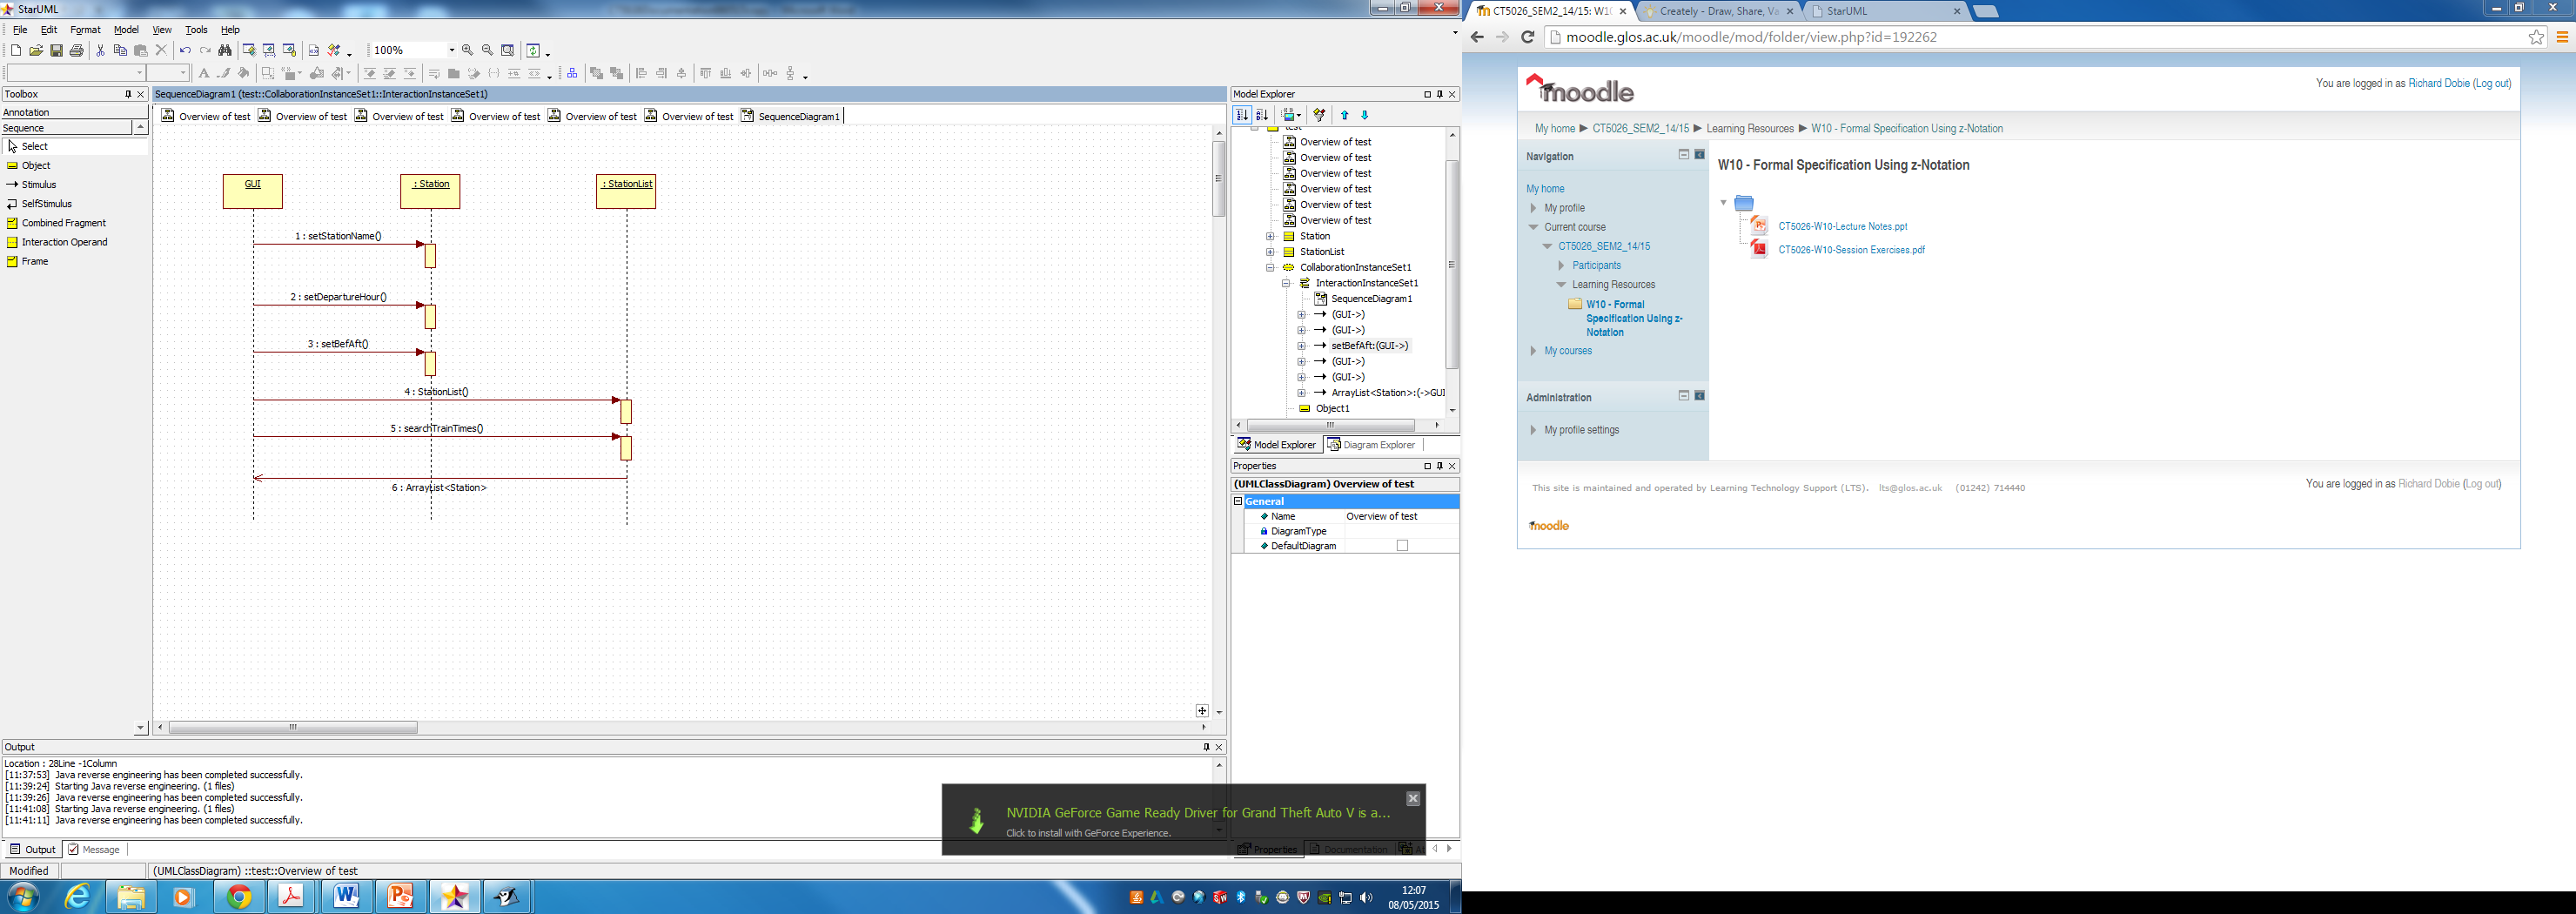 StarUML
File Edit Format Model View Tools Help
100%
Toolbox
Annotation
Sequence
Select
Object
Stimulus
SelfStimulus
Combined Fragment
Interaction Operand
Frame
SequenceDiagram1 (test::CollaborationInstanceSet1::InteractionInstanceSet1)
Overview of test Overview of test Overview of test Overview of test Overview of test Overview of test SequenceDiagram1
GUI : Station : StationList
1 : setStationName()
2 : setDepartureHour()
3 : setBefAft()
4 : StationList()
5 : searchTrainTimes()
6 : ArrayList<Station>
Model Explorer
test
Overview of test
Overview of test
Overview of test
Overview of test
Overview of test
Overview of test
Station
StationList
CollaborationInstanceSet1
InteractionInstanceSet1
SequenceDiagram1
(GUI->)
(GUI->)
setBefAft:(GUI->)
(GUI->)
(GUI->)
ArrayList<Station>:(->GUI
Object1
Model Explorer Diagram Explorer
Properties
(UMLClassDiagram) Overview of test
General
Name Overview of test
DiagramType
DefaultDiagram
Properties Documentation At
Output
Location : 28Line -1Column
[11:37:53] Java reverse engineering has been completed successfully.
[11:39:24] Starting Java reverse engineering. (1 files)
[11:39:26] Java reverse engineering has been completed successfully.
[11:41:08] Starting Java reverse engineering. (1 files)
[11:41:11] Java reverse engineering has been completed successfully.
Output Message
Modified (UMLClassDiagram) ::test::Overview of test
NVIDIA GeForce Game Ready Driver for Grand Theft Auto V is a...
Click to install with GeForce Experience.
12:07
08/05/2015
CT5026_SEM2_14/15: W10 Creately - Draw, Share, Va StarUML
moodle.glos.ac.uk/moodle/mod/folder/view.php?id=192262
moodle
You are logged in as Richard Dobie (Log out)
My home ► CT5026_SEM2_14/15 ► Learning Resources ► W10 - Formal Specification Using z-Notation
Navigation
My home
My profile
Current course
CT5026_SEM2_14/15
Participants
Learning Resources
W10 - Formal
Specification Using z-
Notation
My courses
Administration
My profile settings
W10 - Formal Specification Using z-Notation
CT5026-W10-Lecture Notes.ppt
CT5026-W10-Session Exercises.pdf
This site is maintained and operated by Learning Technology Support (LTS). lts@glos.ac.uk (01242) 714440
You are logged in as Richard Dobie (Log out)
moodle